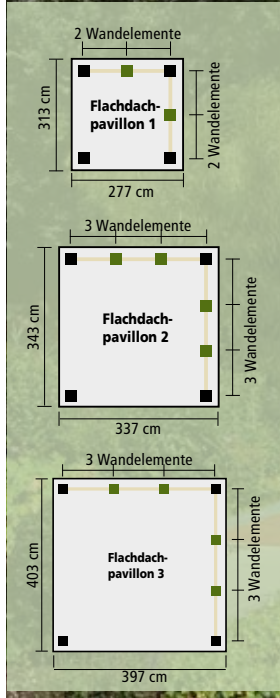 2 Wandelemente
313 cm
Flachdach-
pavillon 1
2 Wandelemente
277 cm
3 Wandelemente
343 cm
Flachdach-
pavillon 2
3 Wandelemente
337 cm
3 Wandelemente
403 cm
Flachdach-
pavillon 3
3 Wandelemente
397 cm